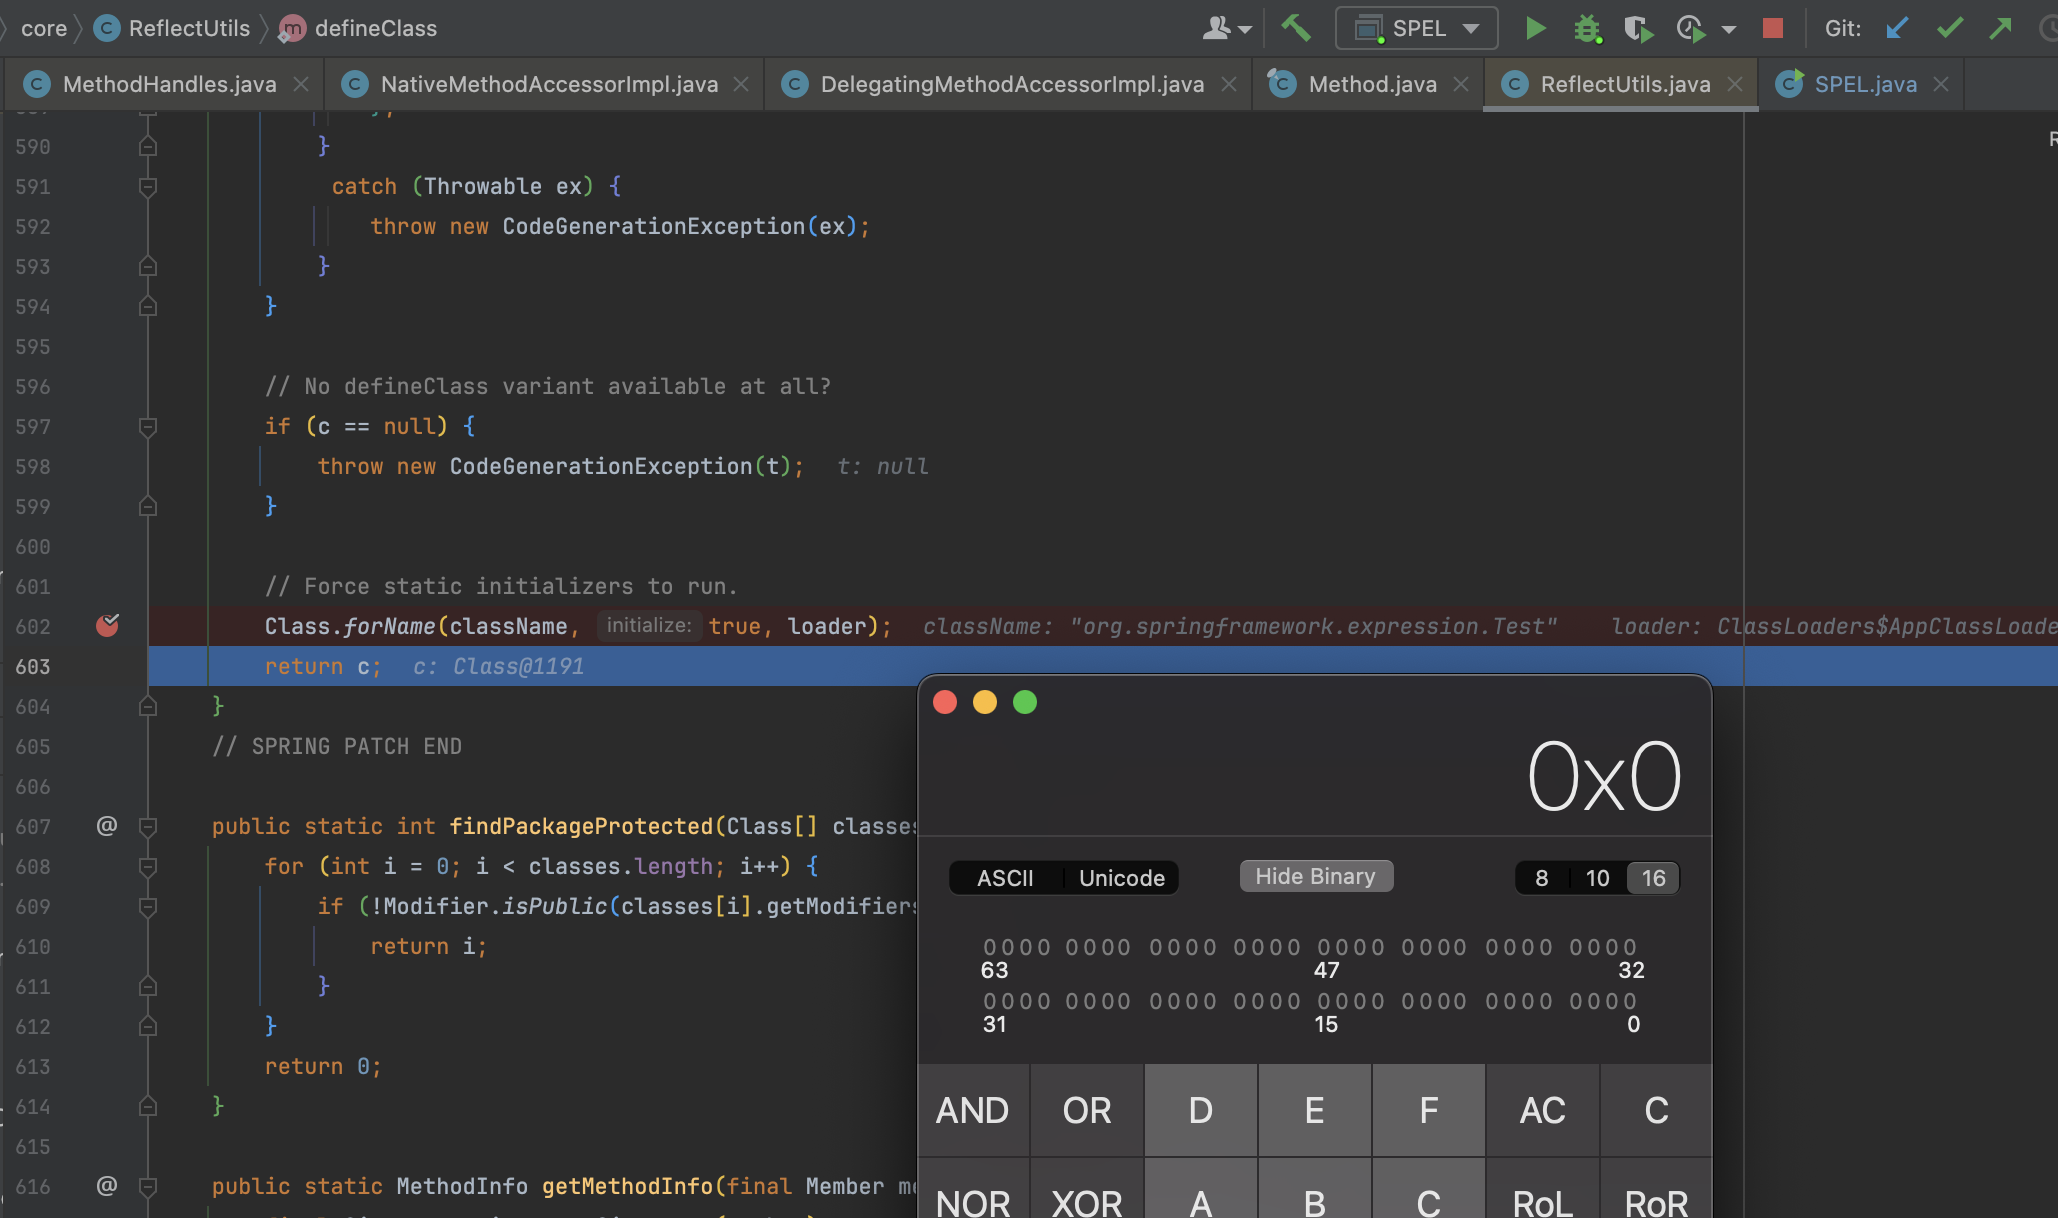 core ReflectUtils defineClass SPEL Git:
MethodHandles.java NativeMethodAccessorImpl.java DelegatingMethodAccessorImpl.java Method.java ReflectUtils.java SPEL.java
590 }
591 catch (Throwable ex) {
592 throw new CodeGenerationException(ex);
593 }
594 }
595
596 // No defineClass variant available at all?
597 if (c == null) {
598 throw new CodeGenerationException(t); t: null
599 }
600
601 // Force static initializers to run.
602 Class.forName(className, initialize: true, loader); className: "org.springframework.expression.Test" loader: ClassLoaders$AppClassLoade
603 return c; c: Class@1191
604 }
605 // SPRING PATCH END
606
607 @ public static int findPackageProtected(Class[] classes
608 for (int i = 0; i < classes.length; i++) {
609 if (!Modifier.isPublic(classes[i].getModifiers
610 return i;
611 }
612 }
613 return 0;
614 }
615
616 @ public static MethodInfo getMethodInfo(final Member me
0x0
ASCII Unicode Hide Binary 8 10 16
0000 0000 0000 0000 0000 0000 0000 0000
63 47 32
0000 0000 0000 0000 0000 0000 0000 0000
31 15 0
AND OR D E F AC C
NOR XOR A B C RoL RoR